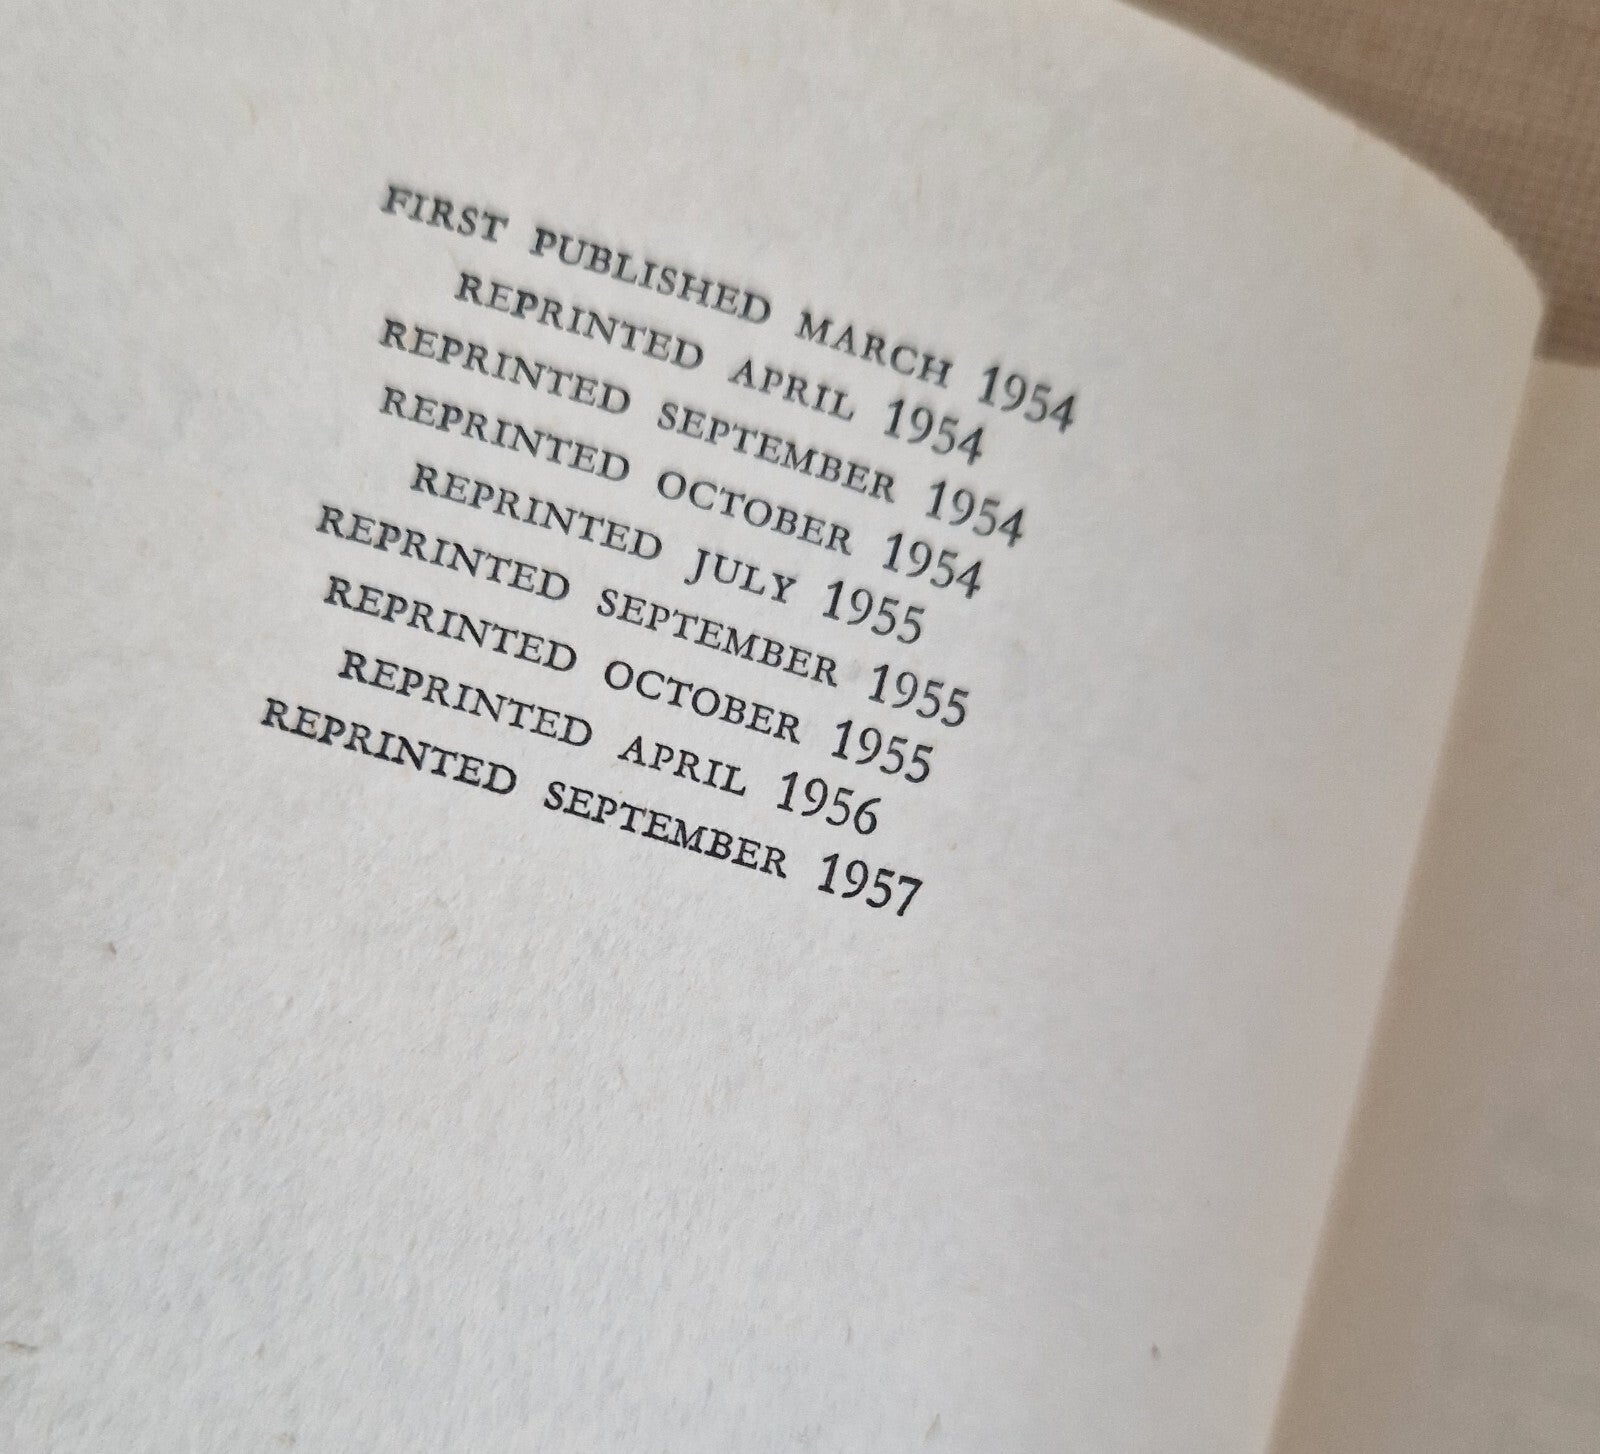 FIRST PUBLISHED MARCH 1954
REPRINTED APRIL 1954
REPRINTED SEPTEMBER 1954
REPRINTED OCTOBER 1954
REPRINTED JULY 1955
REPRINTED SEPTEMBER 1955
REPRINTED OCTOBER 1955
REPRINTED APRIL 1956
REPRINTED SEPTEMBER 1957